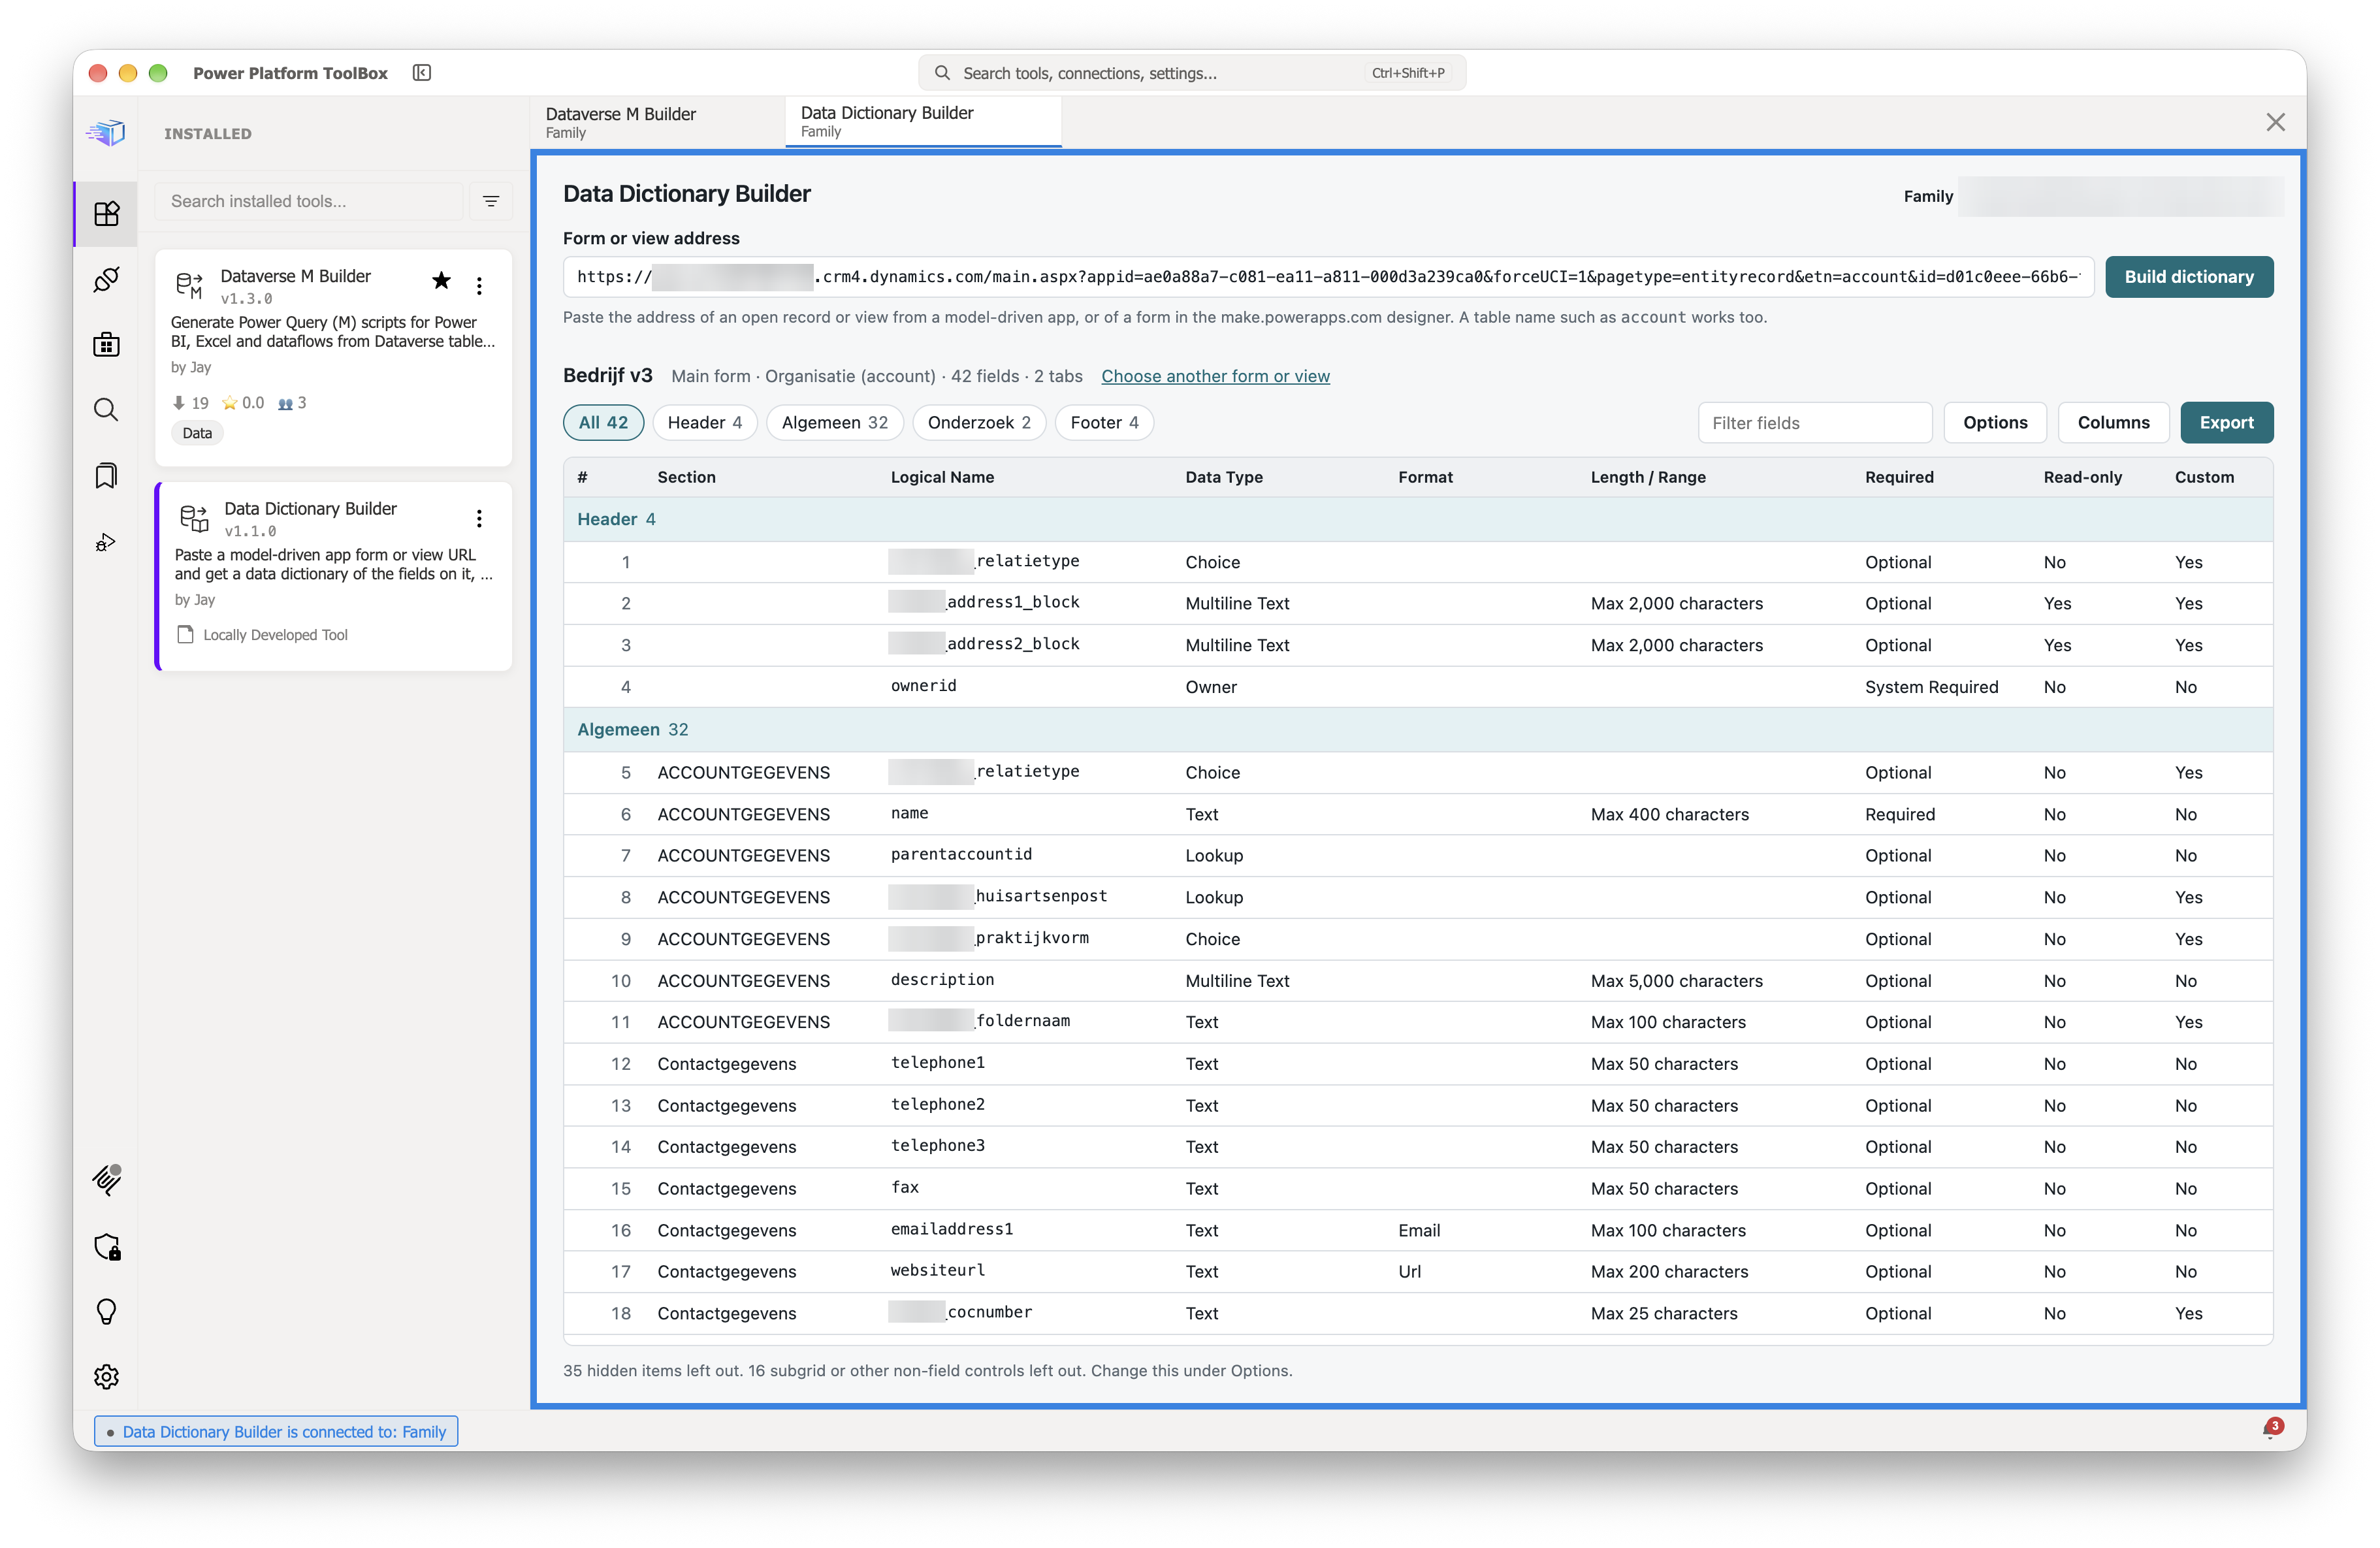 Power Platform ToolBox
Search tools, connections, settings...
Ctrl+Shift+P
INSTALLED
Search installed tools...
Dataverse M Builder
v1.3.0
Generate Power Query (M) scripts for Power
BI, Excel and dataflows from Dataverse table...
by Jay
19 0.0 3
Data
Data Dictionary Builder
v1.1.0
Paste a model-driven app form or view URL
and get a data dictionary of the fields on it, ...
by Jay
Locally Developed Tool
Dataverse M Builder
Family
Data Dictionary Builder
Family
Data Dictionary Builder
Family
Form or view address
https:// .crm4.dynamics.com/main.aspx?appid=ae0a88a7-c081-ea11-a811-000d3a239ca0&forceUCI=1&pagetype=entityrecord&etn=account&id=d01c0eee-66b6-
Build dictionary
Paste the address of an open record or view from a model-driven app, or of a form in the make.powerapps.com designer. A table name such as account works too.
Bedrijf v3 Main form · Organisatie (account) · 42 fields · 2 tabs Choose another form or view
All 42 Header 4 Algemeen 32 Onderzoek 2 Footer 4
Filter fields Options Columns Export
# Section Logical Name Data Type Format Length / Range Required Read-only Custom
Header 4
1 _relatietype Choice Optional No Yes
2 _address1_block Multiline Text Max 2,000 characters Optional Yes Yes
3 _address2_block Multiline Text Max 2,000 characters Optional Yes Yes
4 ownerid Owner System Required No No
Algemeen 32
5 ACCOUNTGEGEVENS _relatietype Choice Optional No Yes
6 ACCOUNTGEGEVENS name Text Max 400 characters Required No No
7 ACCOUNTGEGEVENS parentaccountid Lookup Optional No No
8 ACCOUNTGEGEVENS _huisartsenpost Lookup Optional No Yes
9 ACCOUNTGEGEVENS _praktijkvorm Choice Optional No Yes
10 ACCOUNTGEGEVENS description Multiline Text Max 5,000 characters Optional No No
11 ACCOUNTGEGEVENS _foldernaam Text Max 100 characters Optional No Yes
12 Contactgegevens telephone1 Text Max 50 characters Optional No No
13 Contactgegevens telephone2 Text Max 50 characters Optional No No
14 Contactgegevens telephone3 Text Max 50 characters Optional No No
15 Contactgegevens fax Text Max 50 characters Optional No No
16 Contactgegevens emailaddress1 Text Email Max 100 characters Optional No No
17 Contactgegevens websiteurl Text Url Max 200 characters Optional No No
18 Contactgegevens _cocnumber Text Max 25 characters Optional No Yes
35 hidden items left out. 16 subgrid or other non-field controls left out. Change this under Options.
Data Dictionary Builder is connected to: Family
3